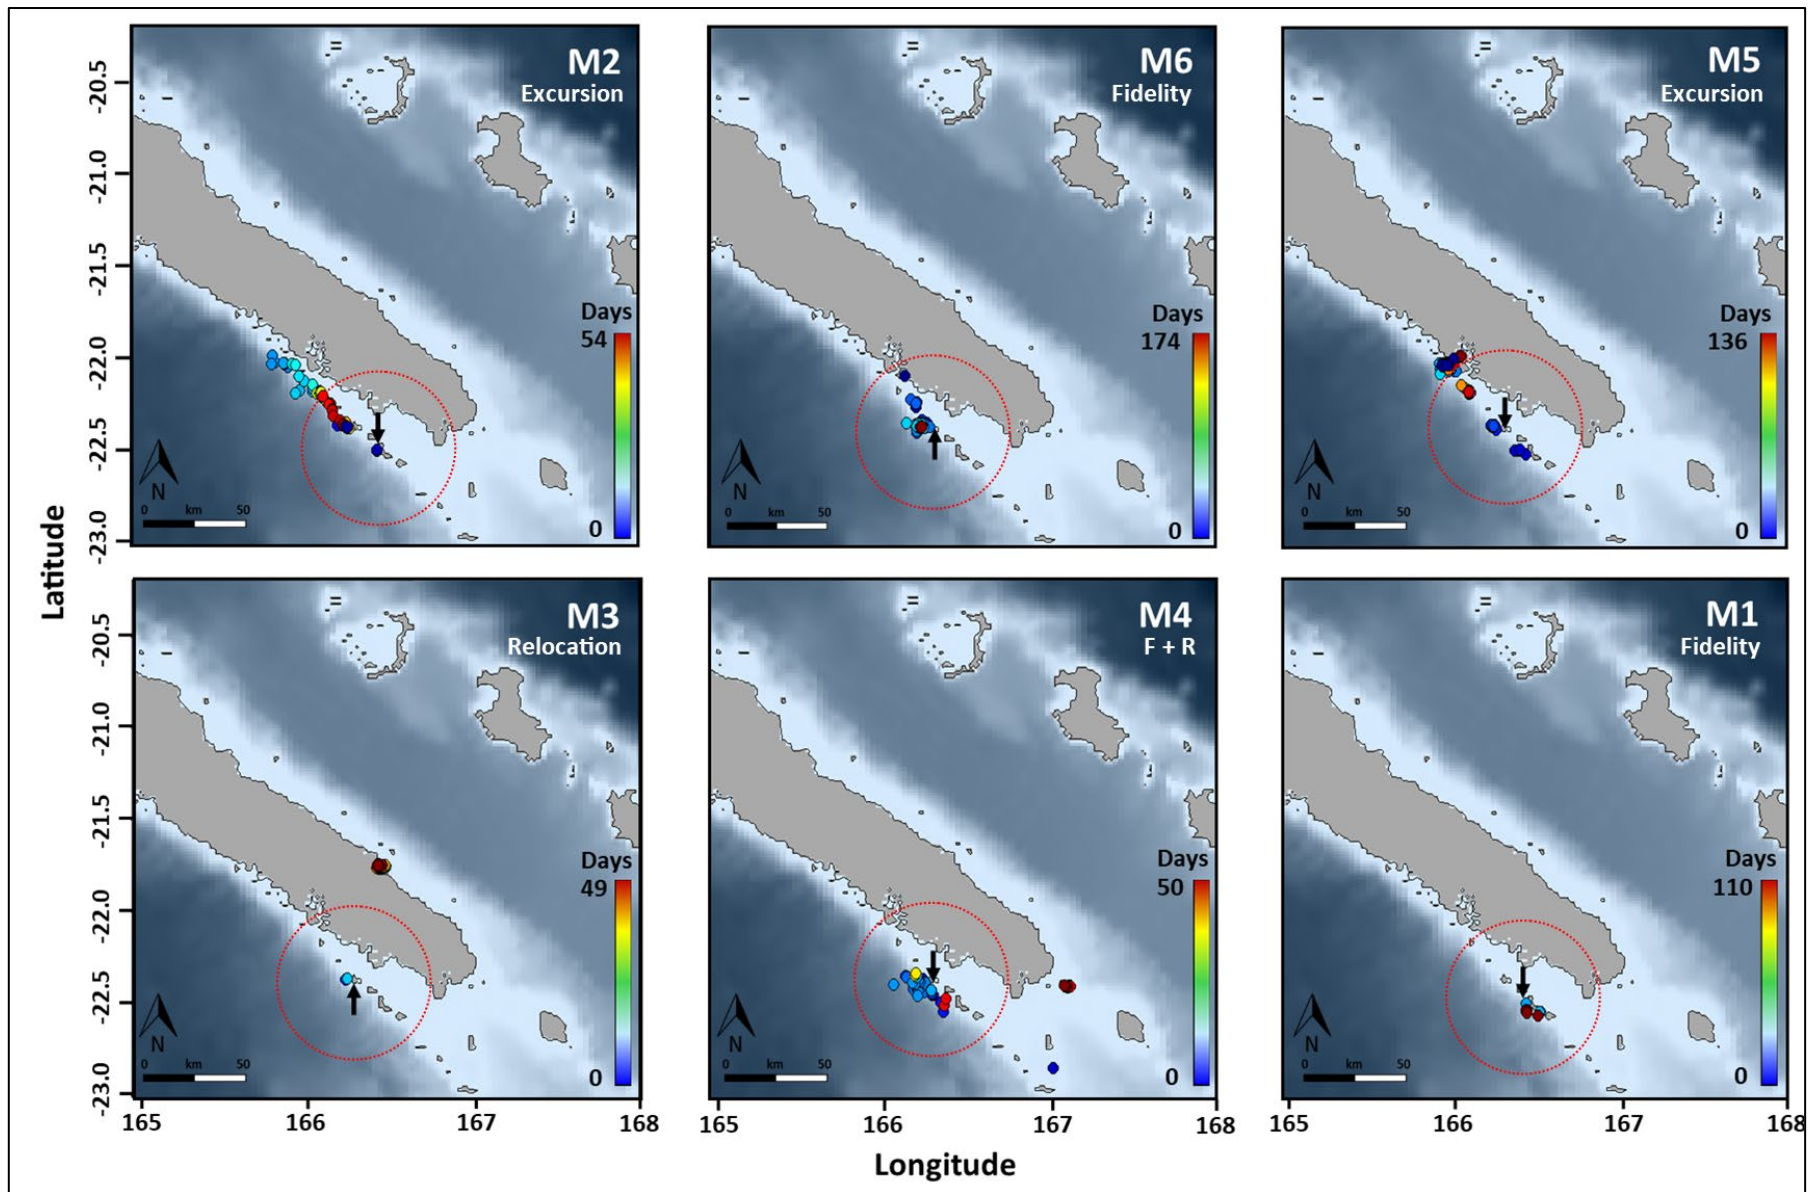 M2
Excursion
-20.5
-21.0
-21.5
-22.0
-22.5
-23.0
Days
54
0
N
0 km 50
M6
Fidelity
Days
174
0
N
0 km 50
M5
Excursion
Days
136
0
N
0 km 50
Latitude
M3
Relocation
-20.5
-21.0
-21.5
-22.0
-22.5
-23.0
Days
49
0
N
0 km 50
165 166 167 168
M4
F + R
Days
50
0
N
0 km 50
165 166 167 168
M1
Fidelity
Days
110
0
N
0 km 50
165 166 167 168
Longitude